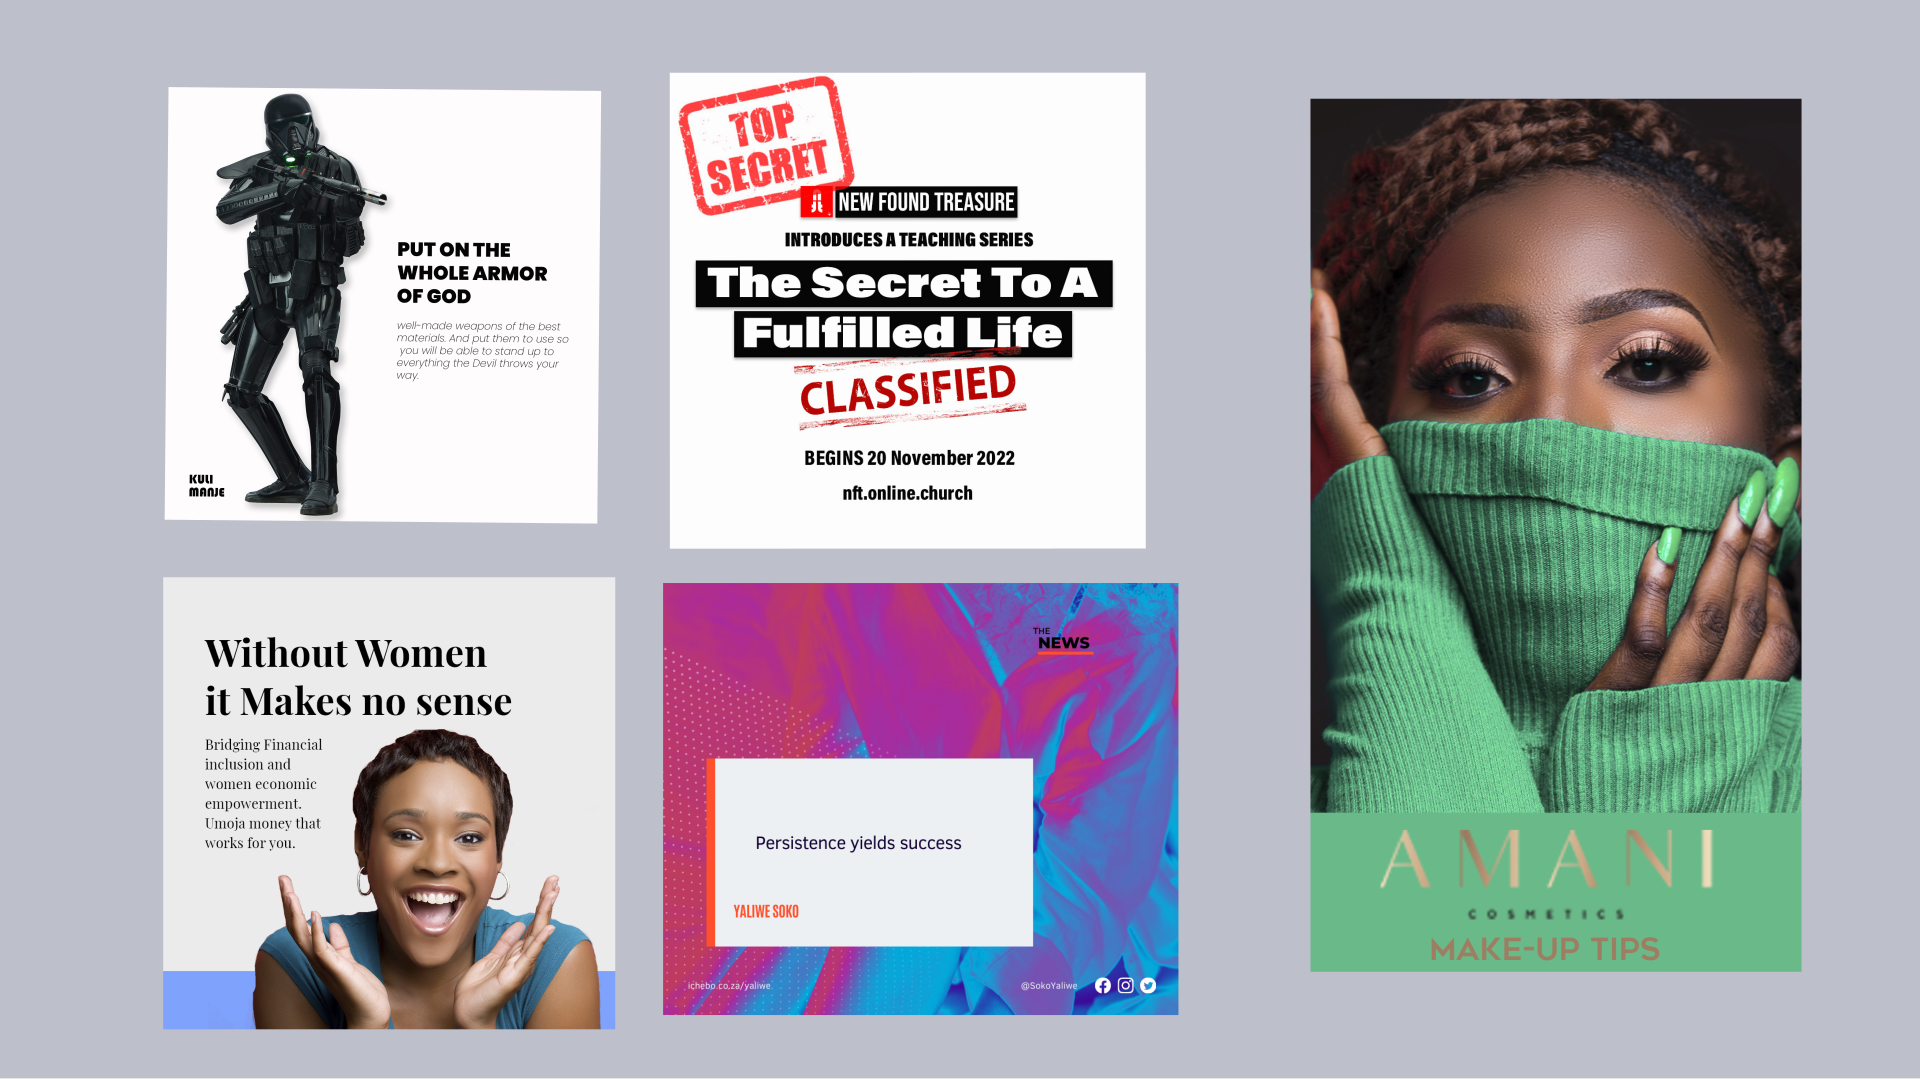 PUT ON THE
WHOLE ARMOR
OF GOD
well-made weapons of the best
materials. And put them to use so
you will be able to stand up to
everything the Devil throws your
way.
KULI
MANJE
TOP
SECRET
NEW FOUND TREASURE
INTRODUCES A TEACHING SERIES
The Secret To A
Fulfilled Life
CLASSIFIED
BEGINS 20 November 2022
nft.online.church
Without Women
it Makes no sense
Bridging Financial
inclusion and
women economic
empowerment.
Umoja money that
works for you.
THE
NEWS
Persistence yields success
YALIWE SOKO
ichebo.co.za/yaliwe
@SokoYaliwe
AMANI
COSMETICS
MAKE-UP TIPS